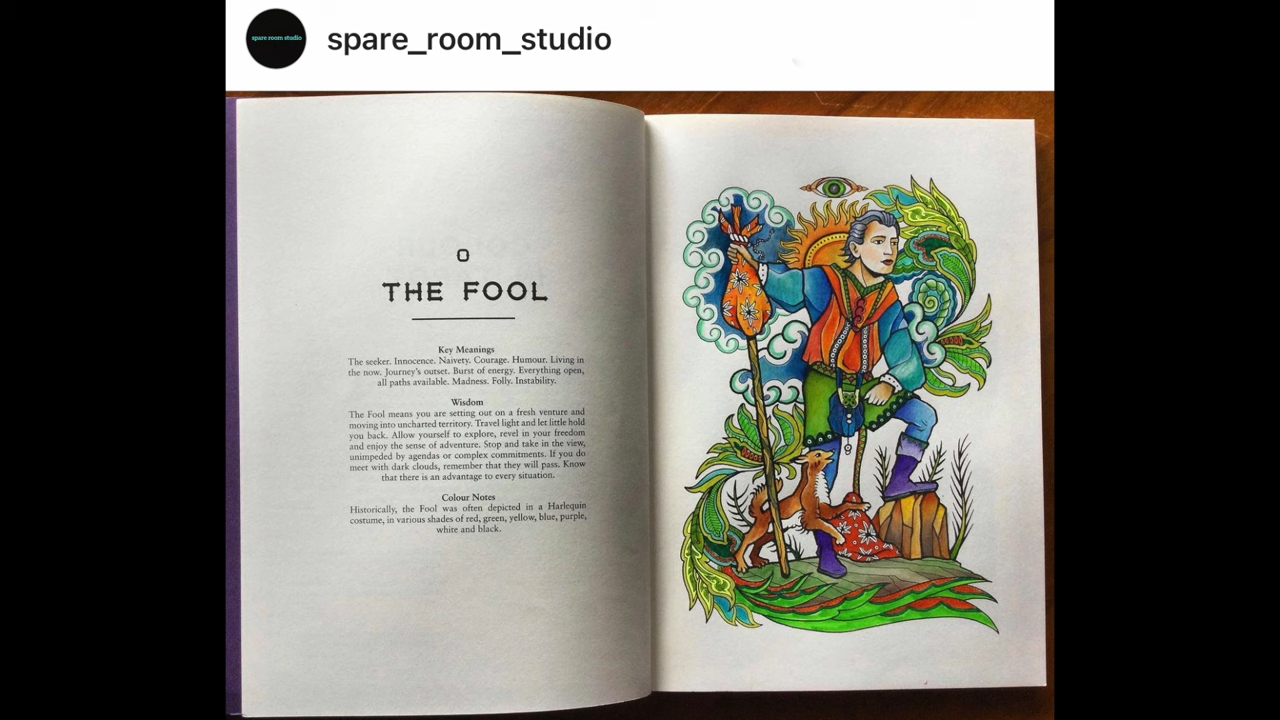 spare room studio
spare_room_studio
0
THE FOOL
Key Meanings
The seeker. Innocence. Naivety. Courage. Humour. Living in
the now. Journey's outset. Burst of energy. Everything open,
all paths available. Madness. Folly. Instability.
Wisdom
The Fool means you are setting out on a fresh venture and
moving into uncharted territory. Travel light and let little hold
you back. Allow yourself to explore, revel in your freedom
and enjoy the sense of adventure. Stop and take in the view,
unimpeded by agendas or complex commitments. If you do
meet with dark clouds, remember that they will pass. Know
that there is an advantage to every situation.
Colour Notes
Historically, the Fool was often depicted in a Harlequin
costume, in various shades of red, green, yellow, blue, purple,
white and black.